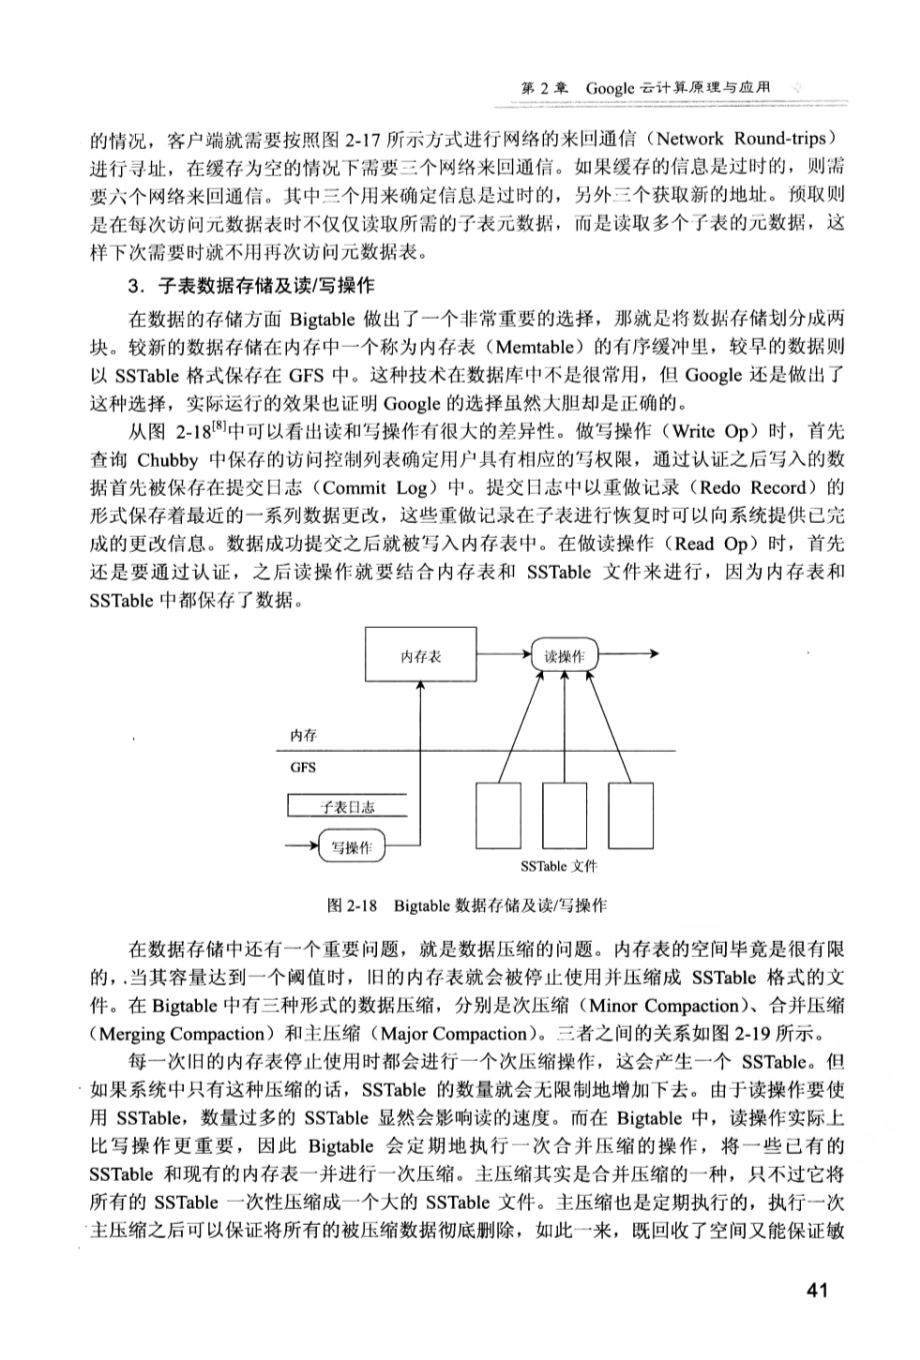 第 2 章 Google 云计算原理与应用
的情况，客户端就需要按照图 2-17 所示方式进行网络的来回通信（Network Round-trips）
进行寻址，在缓存为空的情况下需要三个网络来回通信。如果缓存的信息是过时的，则需
要六个网络来回通信。其中三个用来确定信息是过时的，另外三个获取新的地址。预取则
是在每次访问元数据表时不仅仅读取所需的子表元数据，而是读取多个子表的元数据，这
样下次需要时就不用再次访问元数据表。
3．子表数据存储及读/写操作
在数据的存储方面 Bigtable 做出了一个非常重要的选择，那就是将数据存储划分成两
块。较新的数据存储在内存中一个称为内存表（Memtable）的有序缓冲里，较早的数据则
以 SSTable 格式保存在 GFS 中。这种技术在数据库中不是很常用，但 Google 还是做出了
这种选择，实际运行的效果也证明 Google 的选择虽然大胆却是正确的。
从图 2-18[8]中可以看出读和写操作有很大的差异性。做写操作（Write Op）时，首先
查询 Chubby 中保存的访问控制列表确定用户具有相应的写权限，通过认证之后写入的数
据首先被保存在提交日志（Commit Log）中。提交日志中以重做记录（Redo Record）的
形式保存着最近的一系列数据更改，这些重做记录在子表进行恢复时可以向系统提供已完
成的更改信息。数据成功提交之后就被写入内存表中。在做读操作（Read Op）时，首先
还是要通过认证，之后读操作就要结合内存表和 SSTable 文件来进行，因为内存表和
SSTable 中都保存了数据。
内存表
读操作
内存
GFS
子表日志
写操作
SSTable 文件
图 2-18 Bigtable 数据存储及读/写操作
在数据存储中还有一个重要问题，就是数据压缩的问题。内存表的空间毕竟是很有限
的，.当其容量达到一个阈值时，旧的内存表就会被停止使用并压缩成 SSTable 格式的文
件。在 Bigtable 中有三种形式的数据压缩，分别是次压缩（Minor Compaction）、合并压缩
（Merging Compaction）和主压缩（Major Compaction）。三者之间的关系如图 2-19 所示。
每一次旧的内存表停止使用时都会进行一个次压缩操作，这会产生一个 SSTable。但
如果系统中只有这种压缩的话，SSTable 的数量就会无限制地增加下去。由于读操作要使
用 SSTable，数量过多的 SSTable 显然会影响读的速度。而在 Bigtable 中，读操作实际上
比写操作更重要，因此 Bigtable 会定期地执行一次合并压缩的操作，将一些已有的
SSTable 和现有的内存表一并进行一次压缩。主压缩其实是合并压缩的一种，只不过它将
所有的 SSTable 一次性压缩成一个大的 SSTable 文件。主压缩也是定期执行的，执行一次
主压缩之后可以保证将所有的被压缩数据彻底删除，如此一来，既回收了空间又能保证敏
41